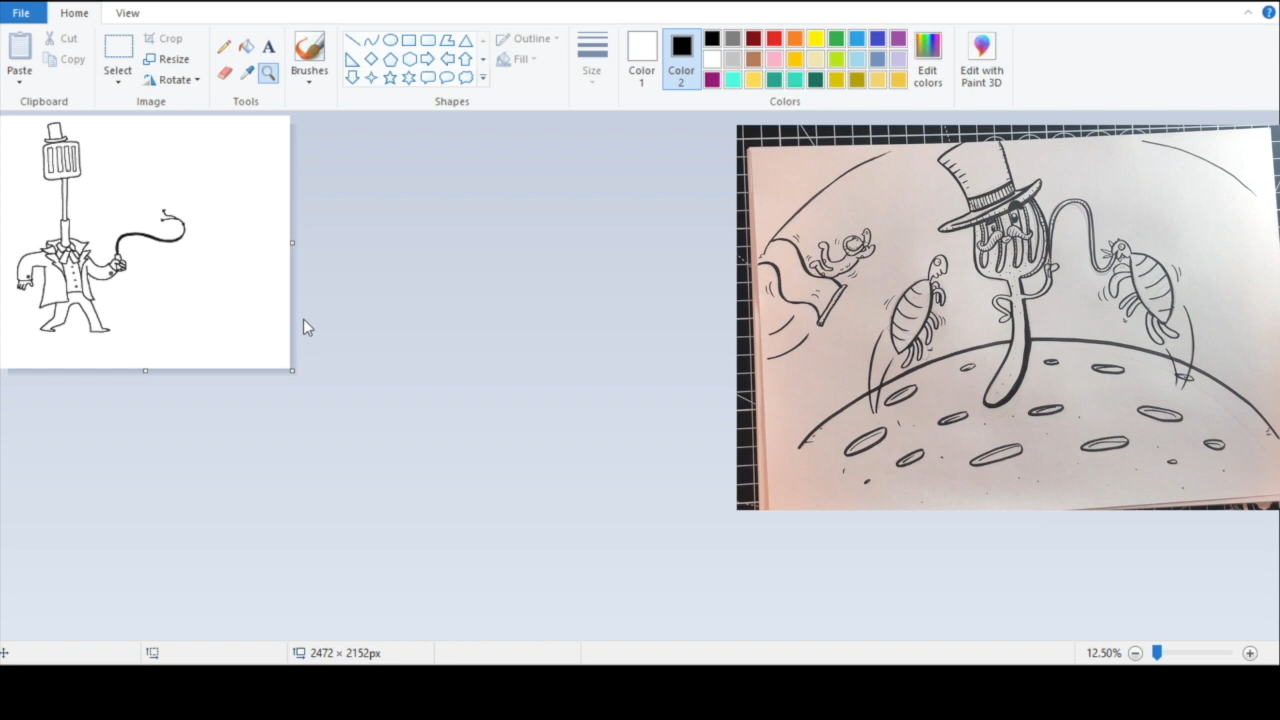 File Home View
Paste
Cut
Copy
Clipboard
Select
Crop
Resize
Rotate
Image
A
Tools
Brushes
Outline
Fill
Shapes
Size
Color
1
Color
2
Edit
colors
Colors
Edit with
Paint 3D
2472 × 2152px
12.50%